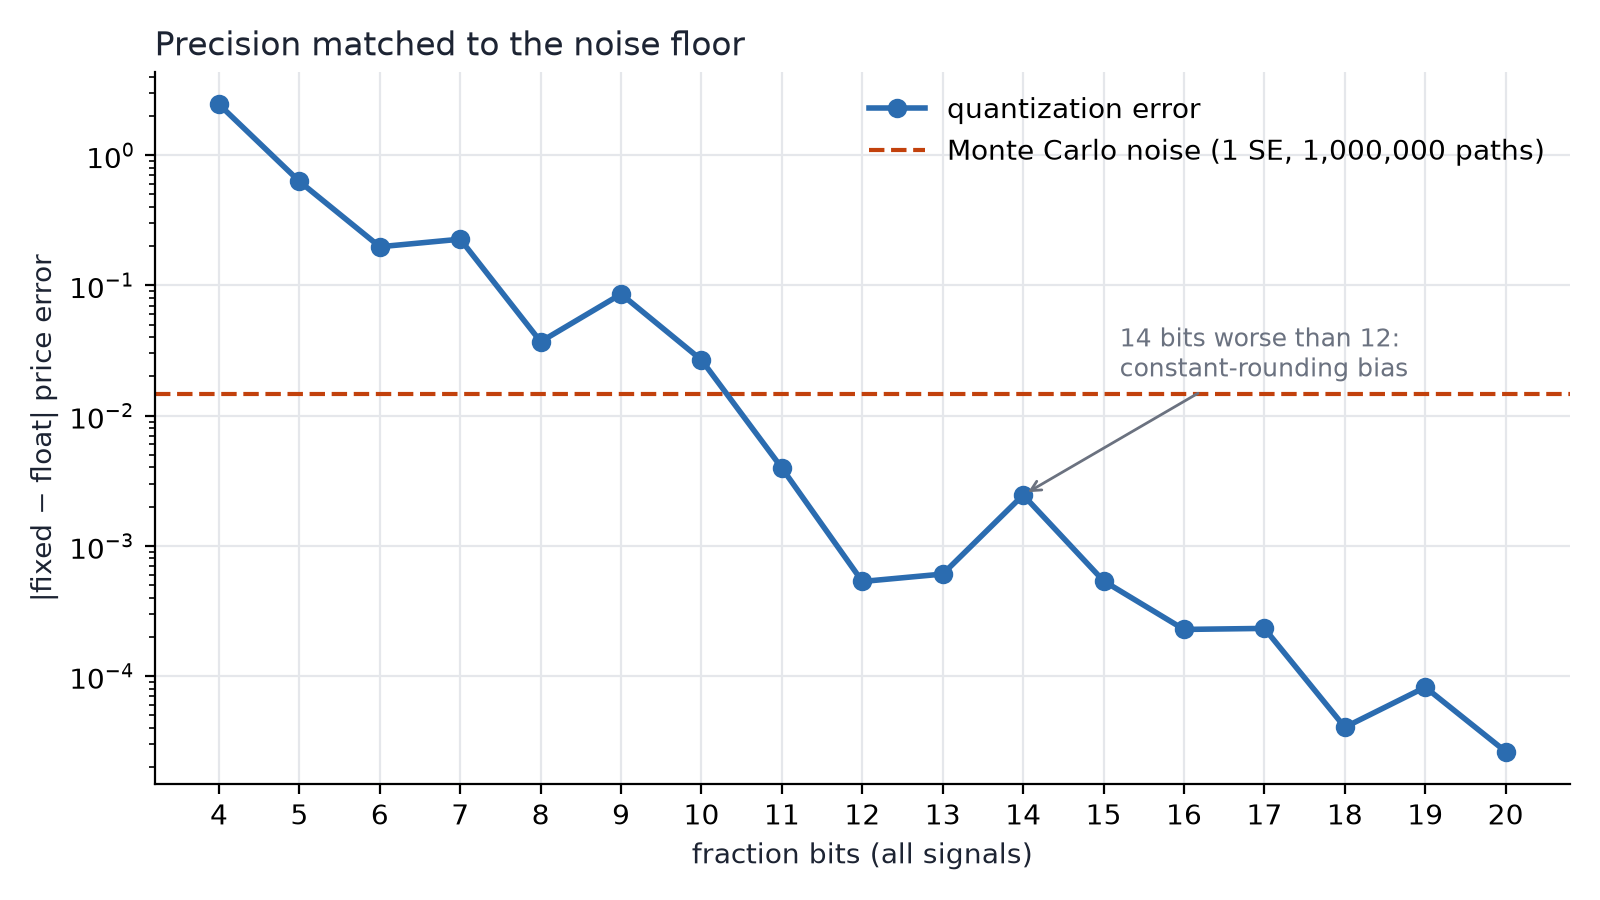 Precision matched to the noise floor
quantization error
Monte Carlo noise (1 SE, 1,000,000 paths)
|fixed − float| price error
10⁰
10⁻¹
10⁻²
10⁻³
10⁻⁴
14 bits worse than 12:
constant-rounding bias
4 5 6 7 8 9 10 11 12 13 14 15 16 17 18 19 20
fraction bits (all signals)